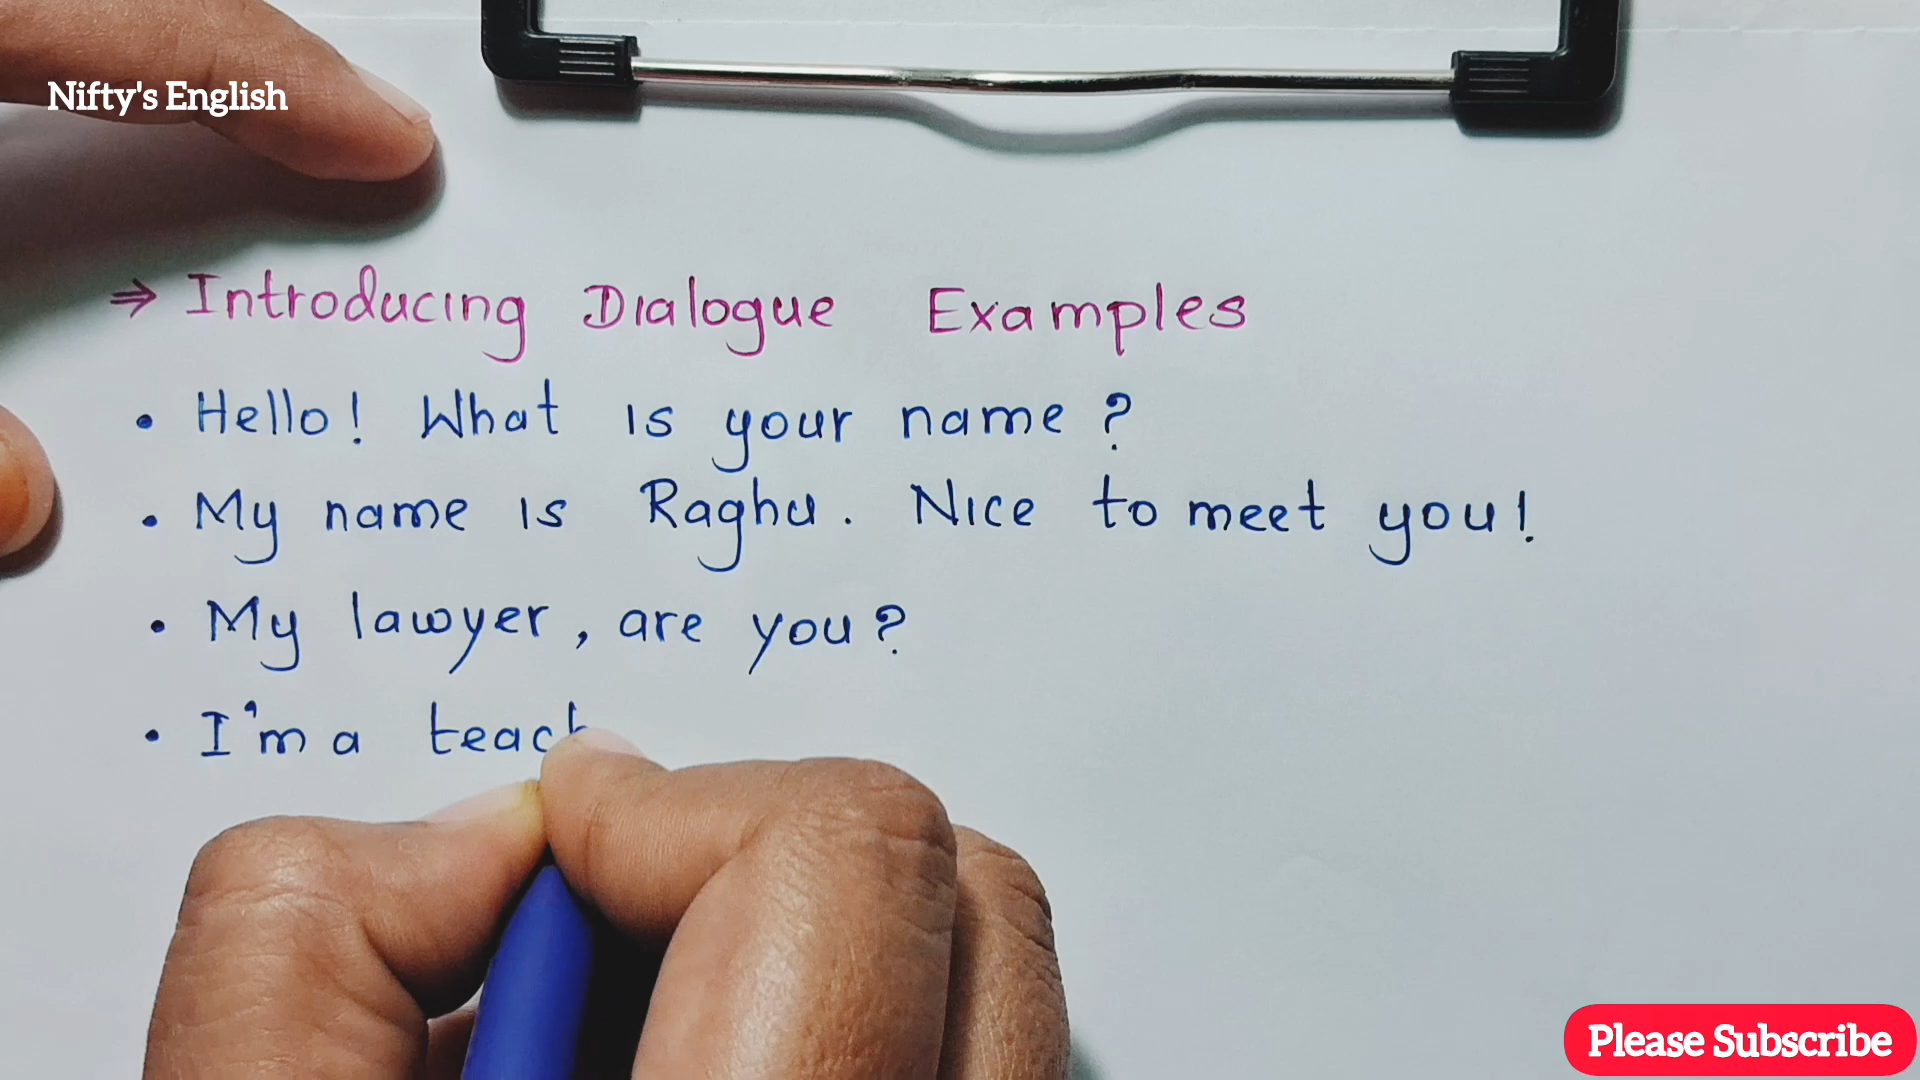 Nifty's English
⇒ Introducing Dialogue Examples
• Hello! What is your name?
• My name is Raghu. Nice to meet you!
• My lawyer, are you?
• I'm a teach
Please Subscribe